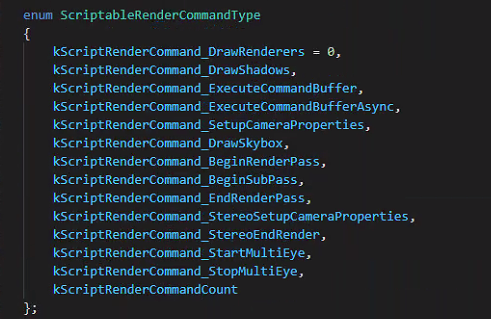 enum ScriptableRenderCommandType
{
kScriptRenderCommand_DrawRenderers = 0,
kScriptRenderCommand_DrawShadows,
kScriptRenderCommand_ExecuteCommandBuffer,
kScriptRenderCommand_ExecuteCommandBufferAsync,
kScriptRenderCommand_SetupCameraProperties,
kScriptRenderCommand_DrawSkybox,
kScriptRenderCommand_BeginRenderPass,
kScriptRenderCommand_BeginSubPass,
kScriptRenderCommand_EndRenderPass,
kScriptRenderCommand_StereoSetupCameraProperties,
kScriptRenderCommand_StereoEndRender,
kScriptRenderCommand_StartMultiEye,
kScriptRenderCommand_StopMultiEye,
kScriptRenderCommandCount
};